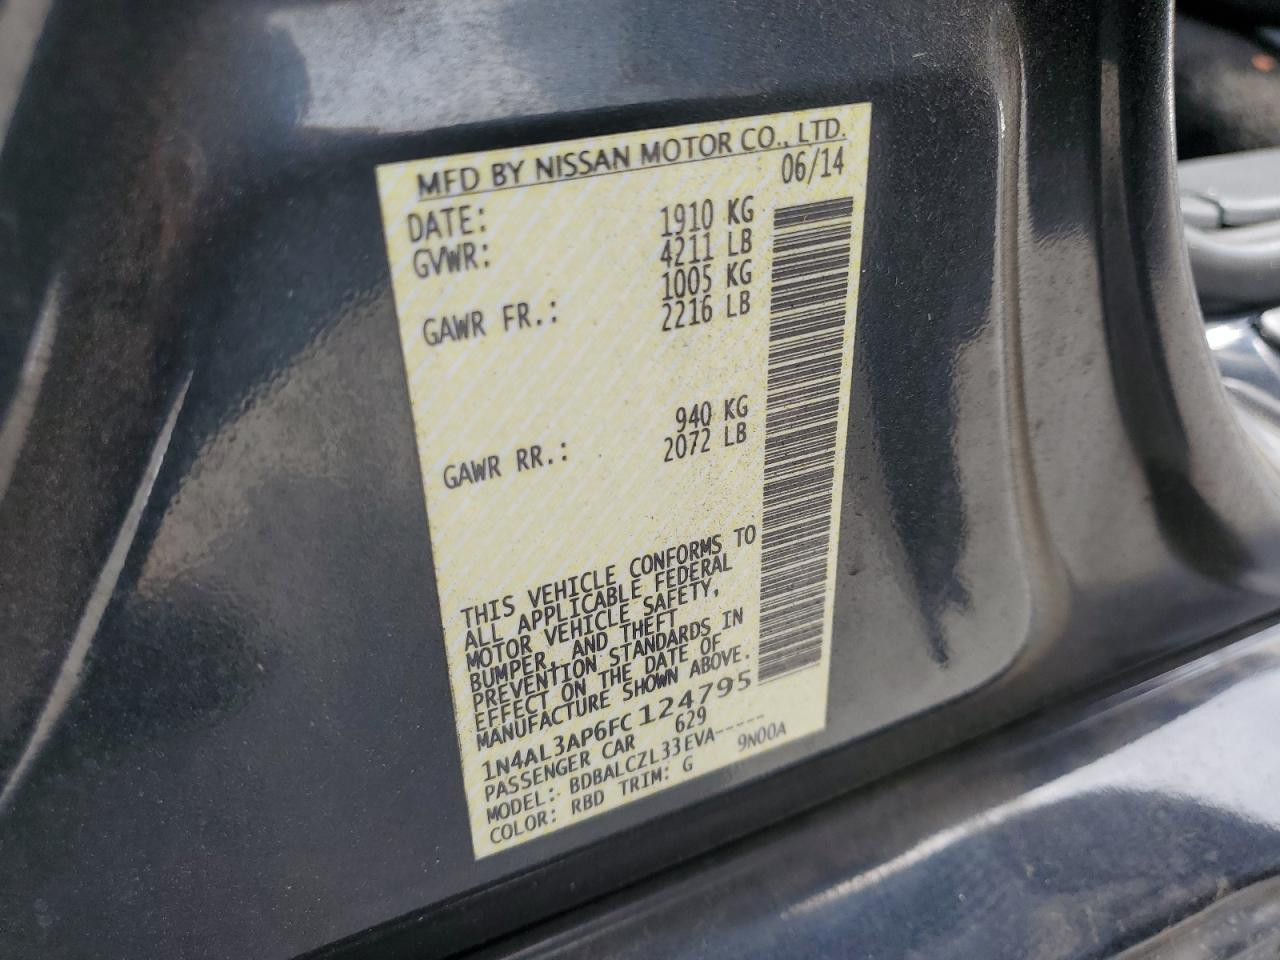 MFD BY NISSAN MOTOR CO., LTD.
DATE: 06/14
GVWR: 1910 KG
4211 LB
GAWR FR.: 1005 KG
2216 LB
GAWR RR.: 940 KG
2072 LB
THIS VEHICLE CONFORMS TO
ALL APPLICABLE FEDERAL
MOTOR VEHICLE SAFETY,
BUMPER, AND THEFT
PREVENTION STANDARDS IN
EFFECT ON THE DATE OF
MANUFACTURE SHOWN ABOVE.
1N4AL3AP6FC124795
PASSENGER CAR 629
MODEL: BDBALCZL33EVA-----
COLOR: RBD TRIM: G 9N00A